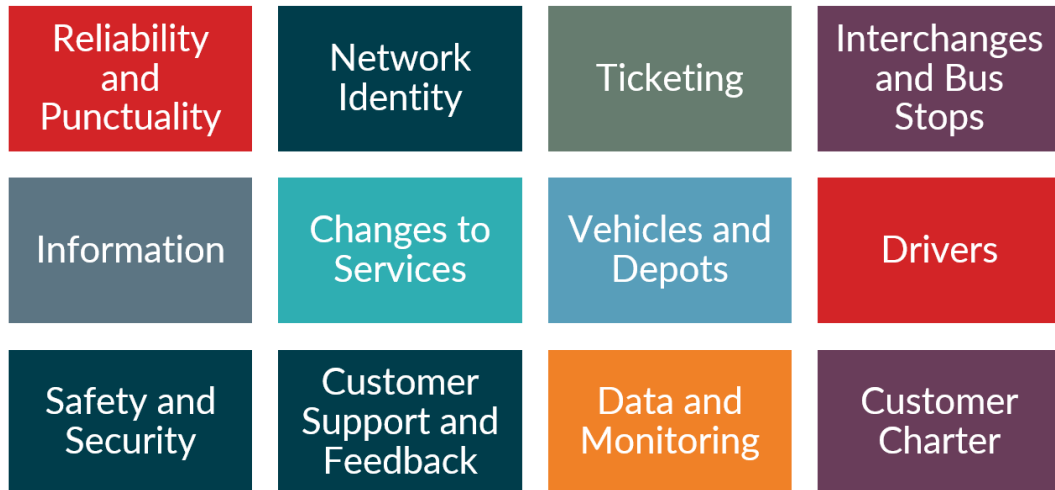 Reliability
and
Punctuality
Network
Identity
Ticketing
Interchanges
and Bus
Stops
Information
Changes to
Services
Vehicles and
Depots
Drivers
Safety and
Security
Customer
Support and
Feedback
Data and
Monitoring
Customer
Charter